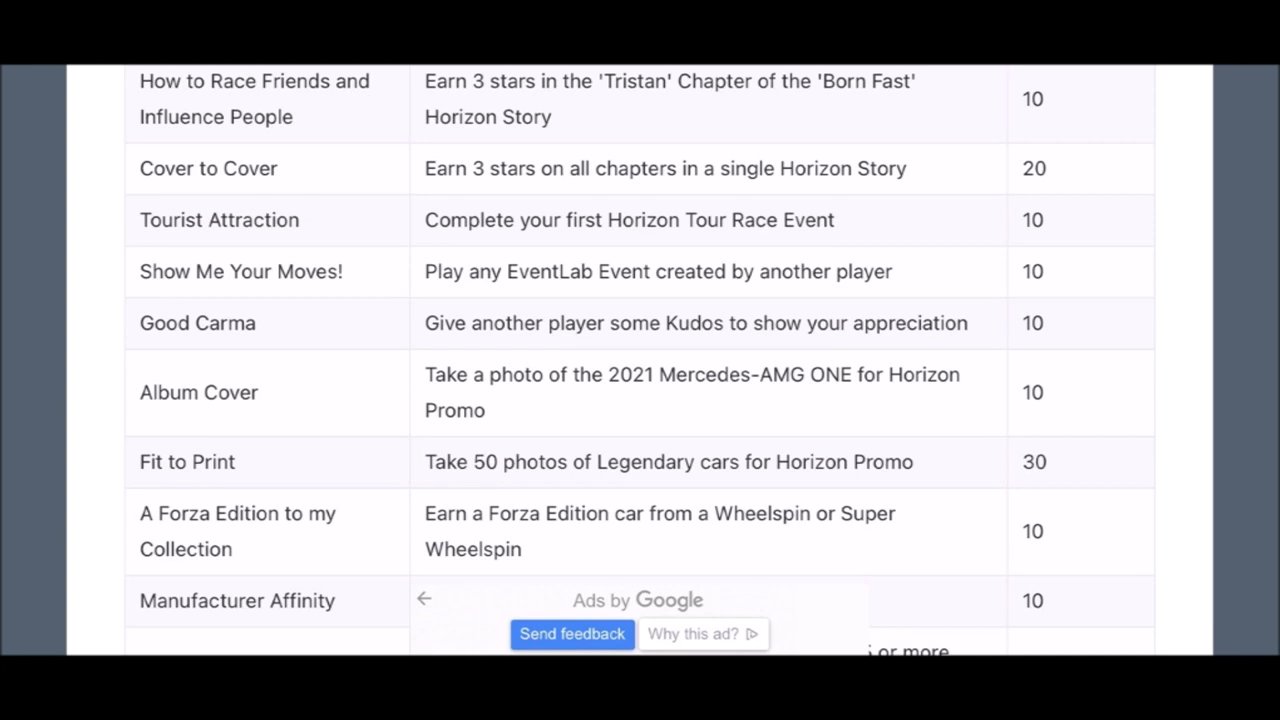 How to Race Friends and
Influence People
Earn 3 stars in the 'Tristan' Chapter of the 'Born Fast'
Horizon Story
10
Cover to Cover
Earn 3 stars on all chapters in a single Horizon Story
20
Tourist Attraction
Complete your first Horizon Tour Race Event
10
Show Me Your Moves!
Play any EventLab Event created by another player
10
Good Carma
Give another player some Kudos to show your appreciation
10
Album Cover
Take a photo of the 2021 Mercedes-AMG ONE for Horizon
Promo
10
Fit to Print
Take 50 photos of Legendary cars for Horizon Promo
30
A Forza Edition to my
Collection
Earn a Forza Edition car from a Wheelspin or Super
Wheelspin
10
Manufacturer Affinity
Ads by Google
10
Send feedback
Why this ad?
or more